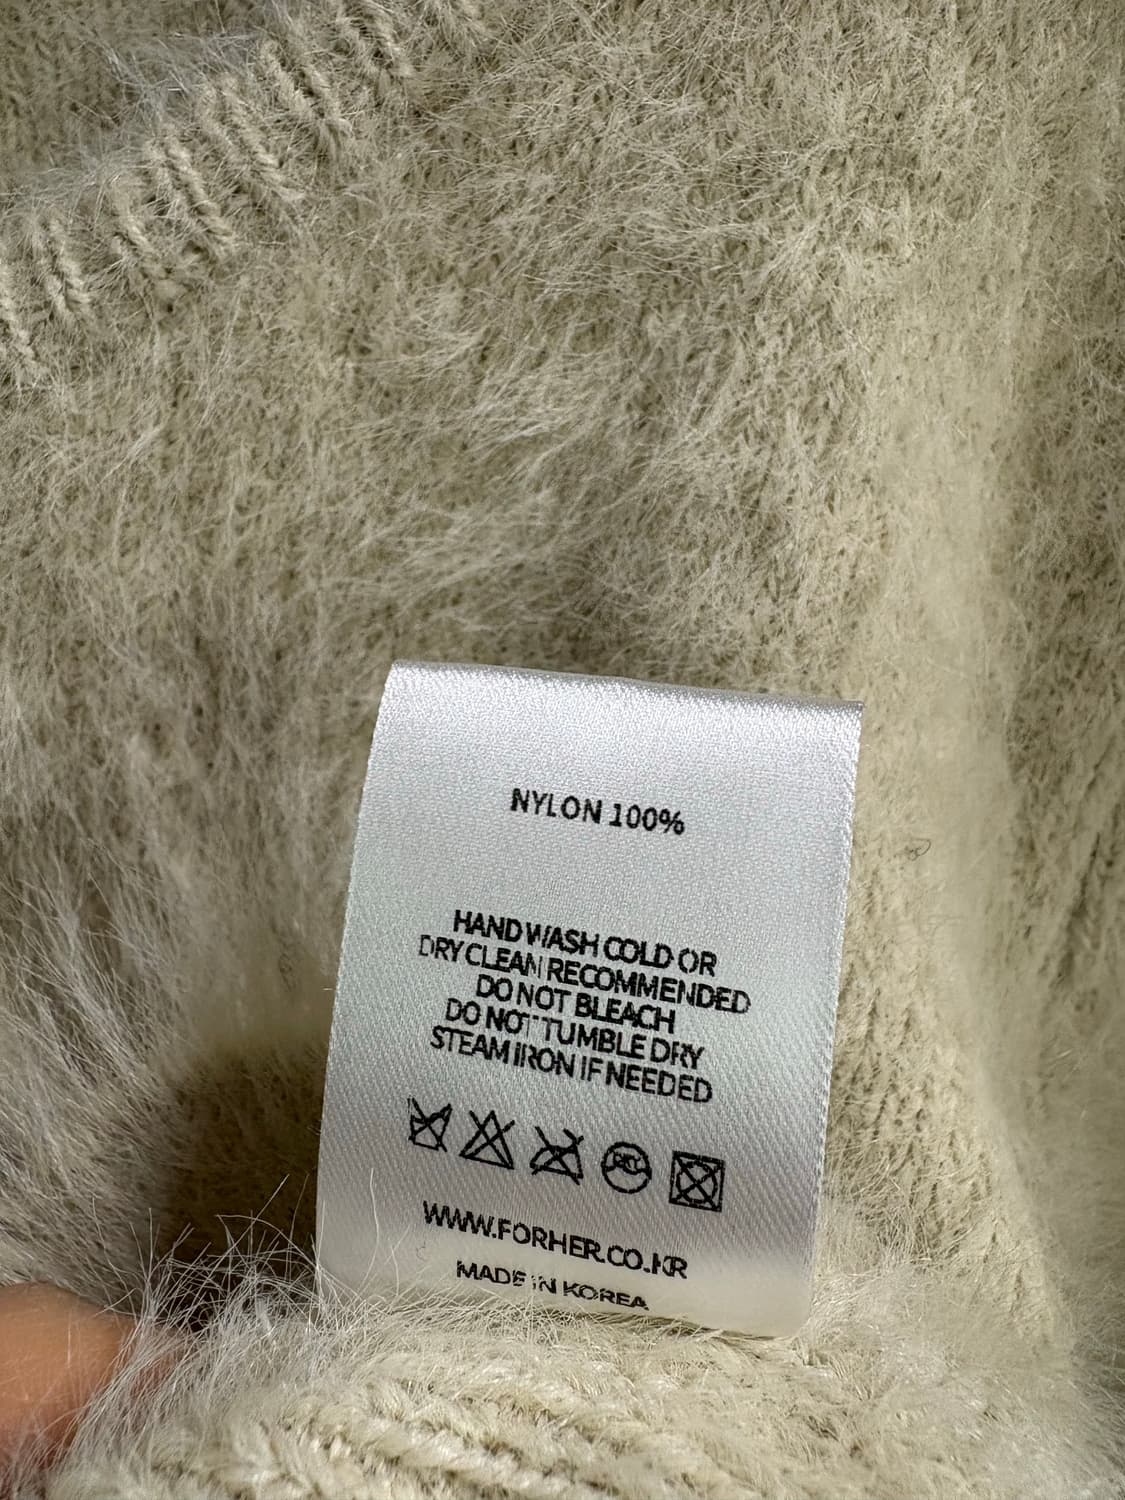 NYLON 100%
HAND WASH COLD OR
DRY CLEAN RECOMMENDED
DO NOT BLEACH
DO NOT TUMBLE DRY
STEAM IRON IF NEEDED
WWW.FORHER.CO.KR
MADE IN KOREA